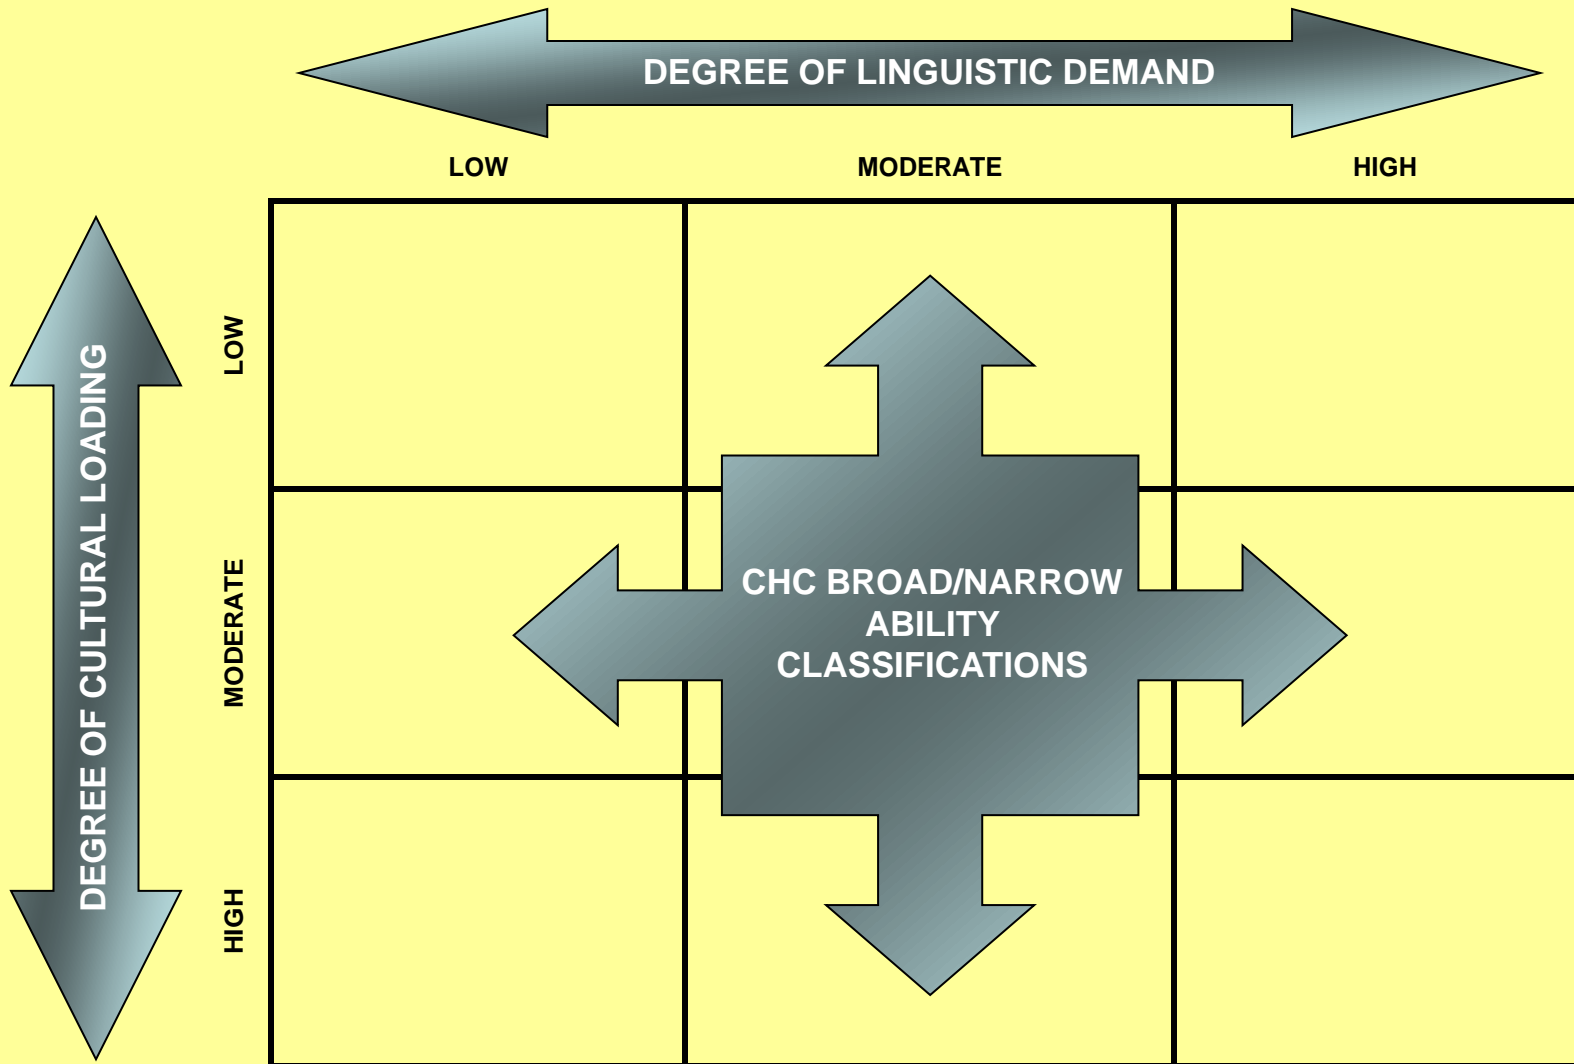 DEGREE OF LINGUISTIC DEMAND
LOW
MODERATE
HIGH
DEGREE OF CULTURAL LOADING
LOW
MODERATE
HIGH
CHC BROAD/NARROW
ABILITY
CLASSIFICATIONS